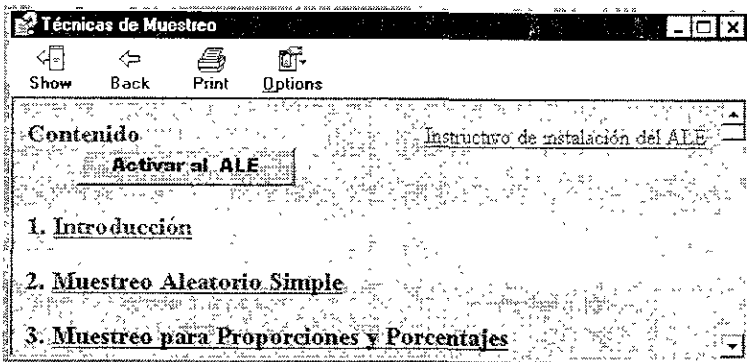 Técnicas de Muestreo
Show Back Print Options
Contenido
Instructivo de instalación del ALE
Activar al ALE
1. Introducción
2. Muestreo Aleatorio Simple
3. Muestreo para Proporciones y Porcentajes